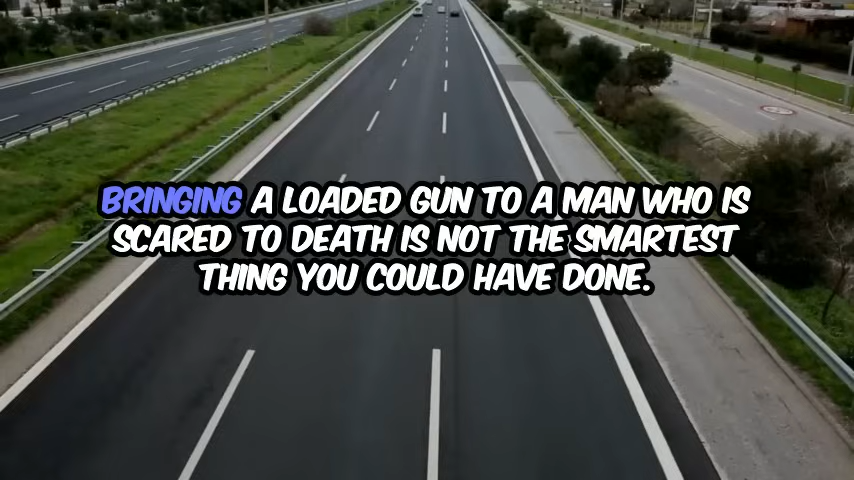 BRINGING A LOADED GUN TO A MAN WHO IS
SCARED TO DEATH IS NOT THE SMARTEST
THING YOU COULD HAVE DONE.